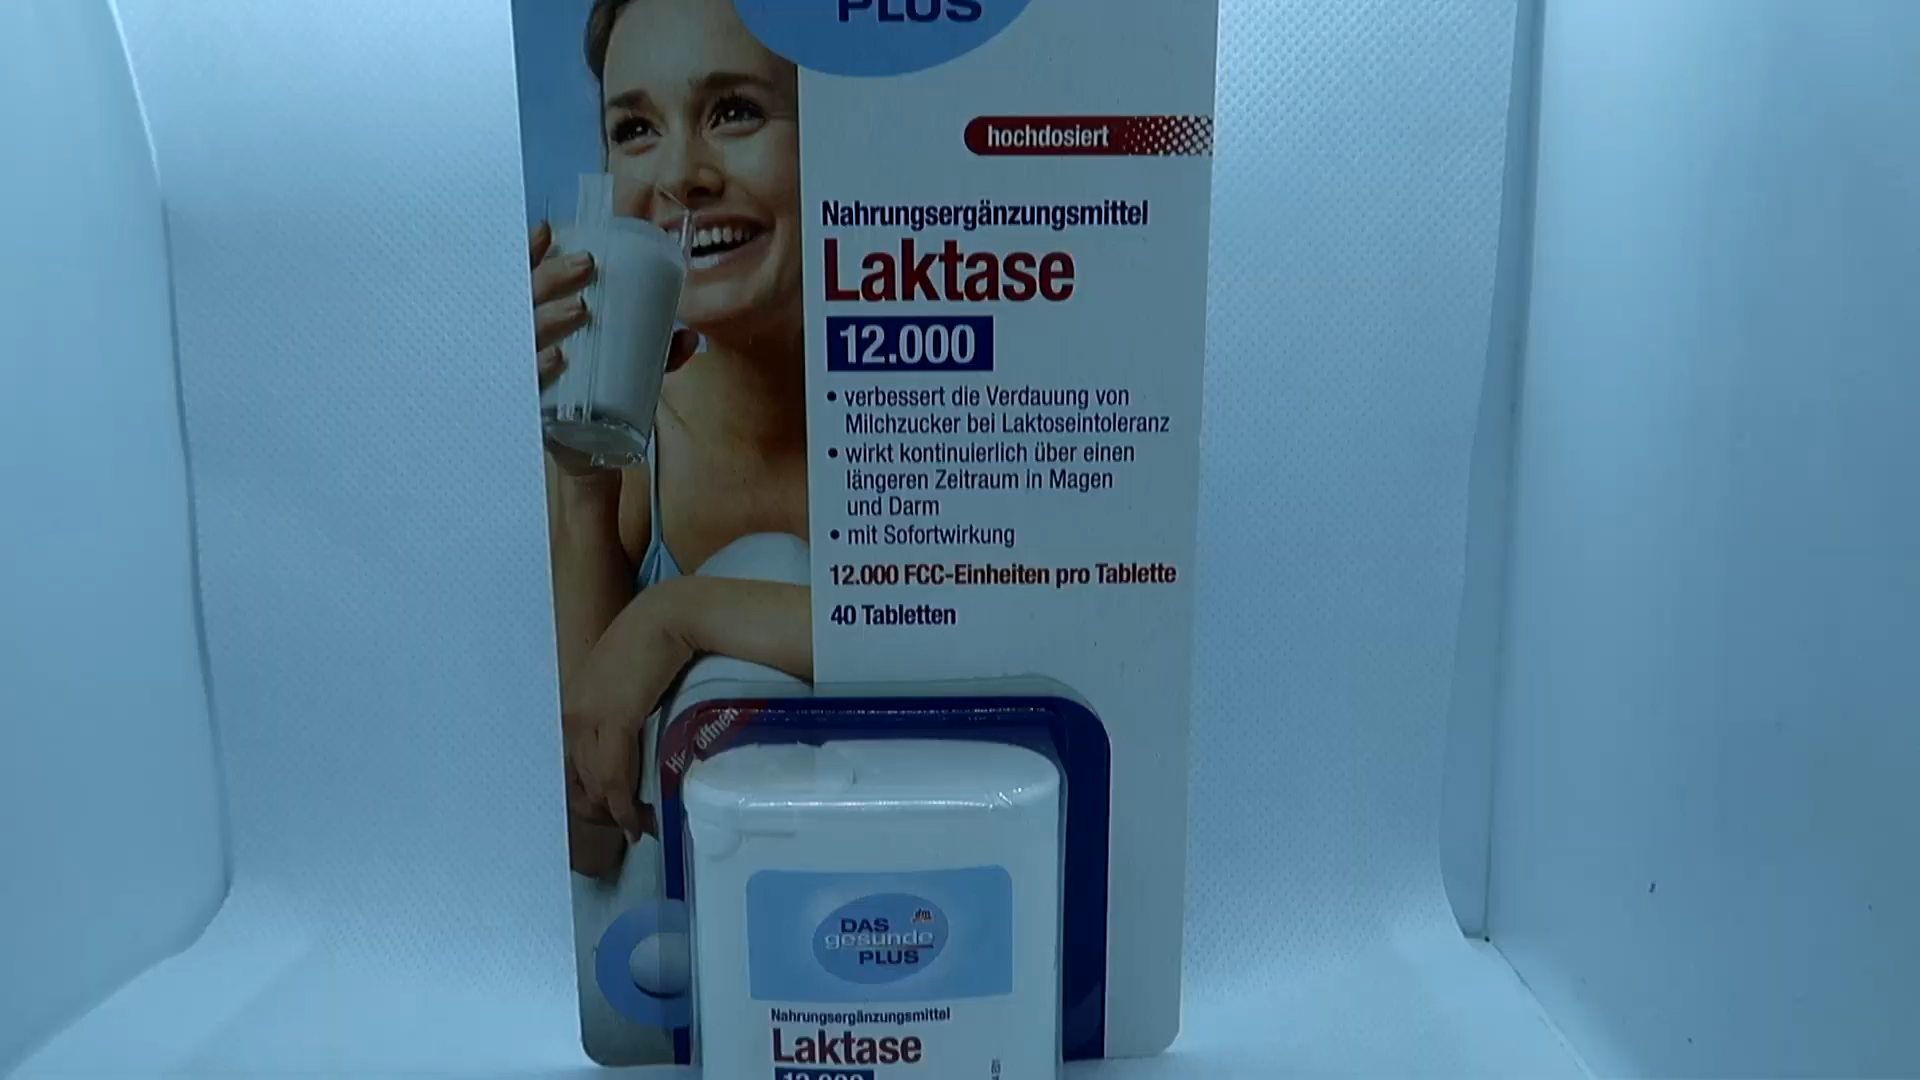 PLUS
hochdosiert
Nahrungsergänzungsmittel
Laktase
12.000
• verbessert die Verdauung von
Milchzucker bei Laktoseintoleranz
• wirkt kontinuierlich über einen
längeren Zeitraum in Magen
und Darm
• mit Sofortwirkung
12.000 FCC-Einheiten pro Tablette
40 Tabletten
öffnen
dm
DAS
gesunde
PLUS
Nahrungsergänzungsmittel
Laktase
12.000